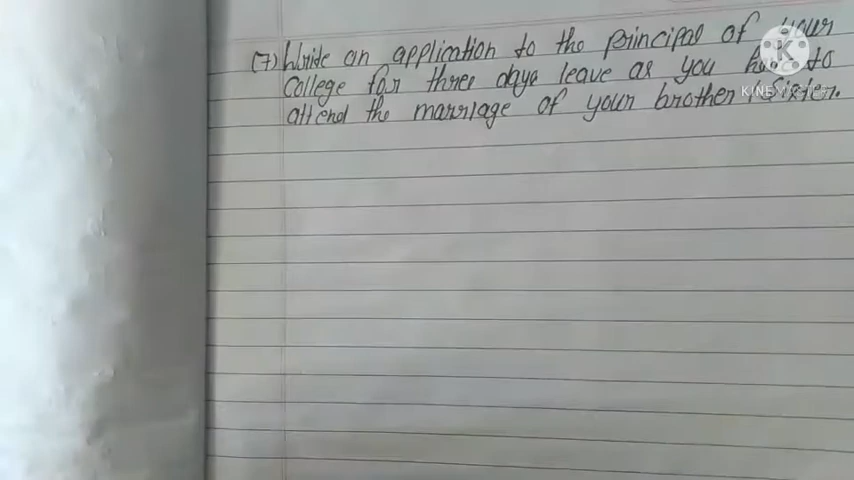 (7) Write an application to the principal of your
College for three days leave as you have to
attend the marriage of your brother / sister.
KINEMASTER